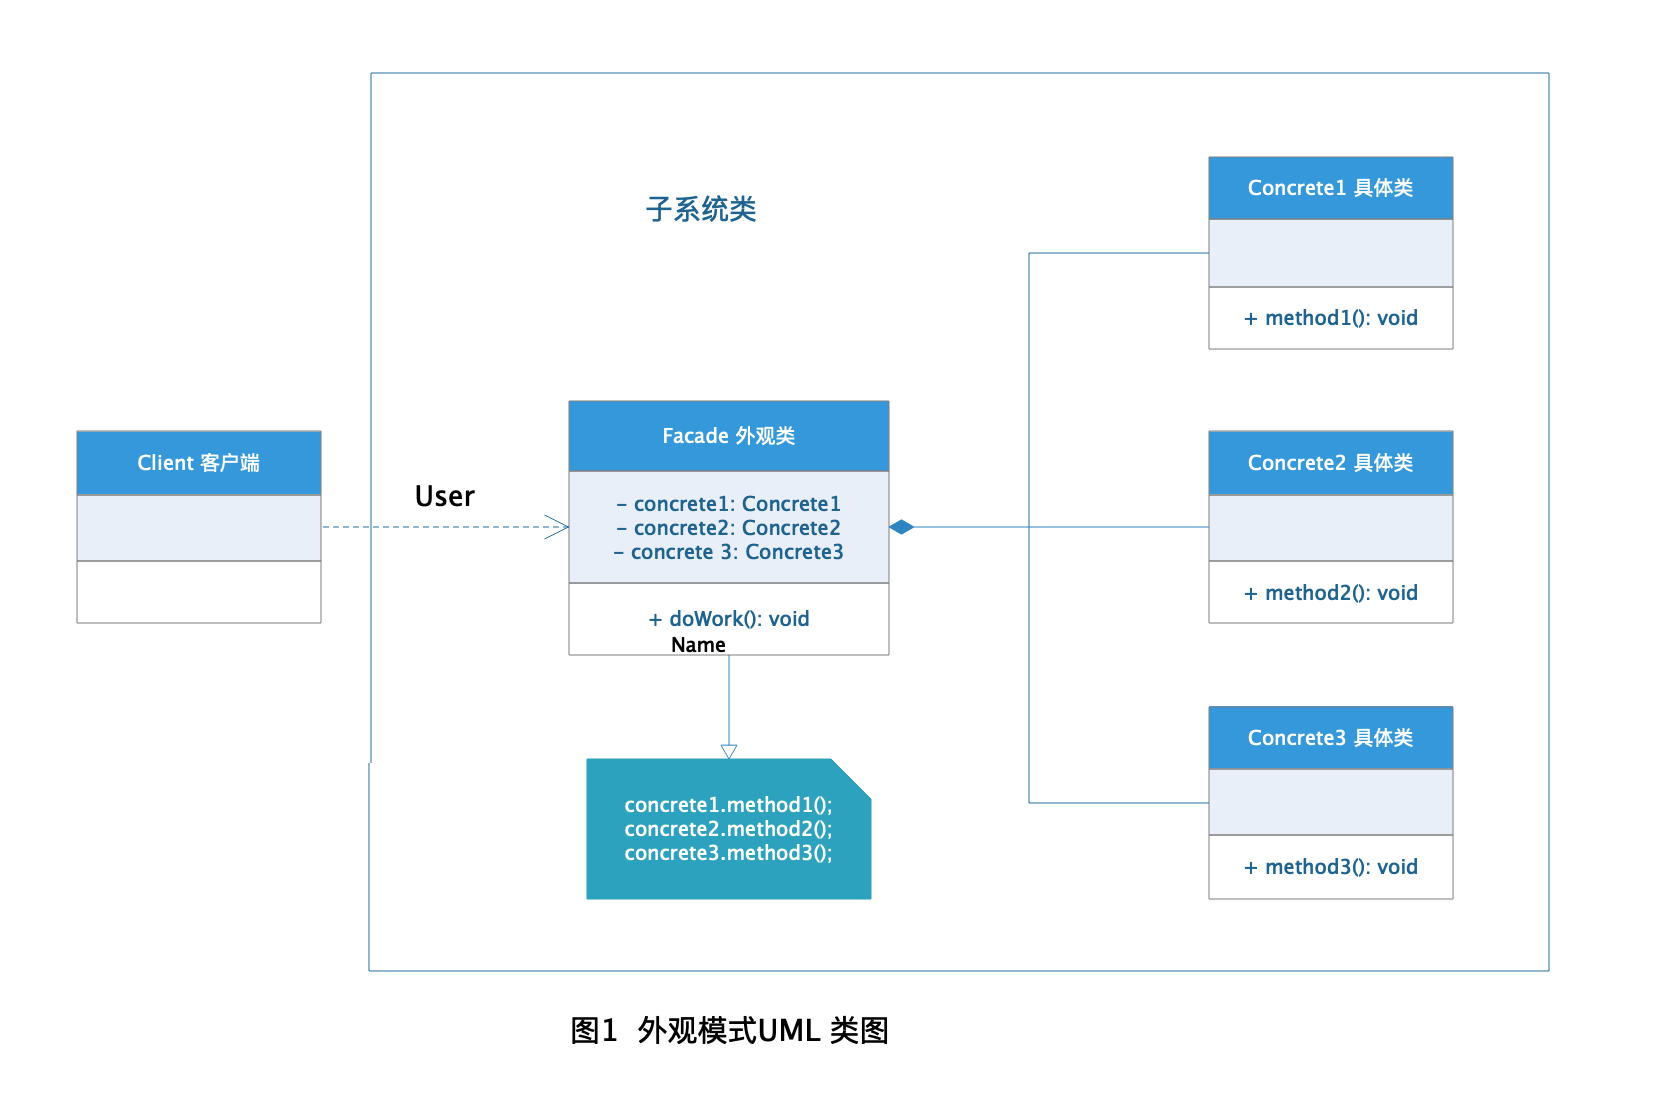 子系统类
Concrete1 具体类
+ method1(): void
Client 客户端
User
Facade 外观类
- concrete1: Concrete1
- concrete2: Concrete2
- concrete 3: Concrete3
+ doWork(): void
Name
Concrete2 具体类
+ method2(): void
concrete1.method1();
concrete2.method2();
concrete3.method3();
Concrete3 具体类
+ method3(): void
图1 外观模式UML 类图